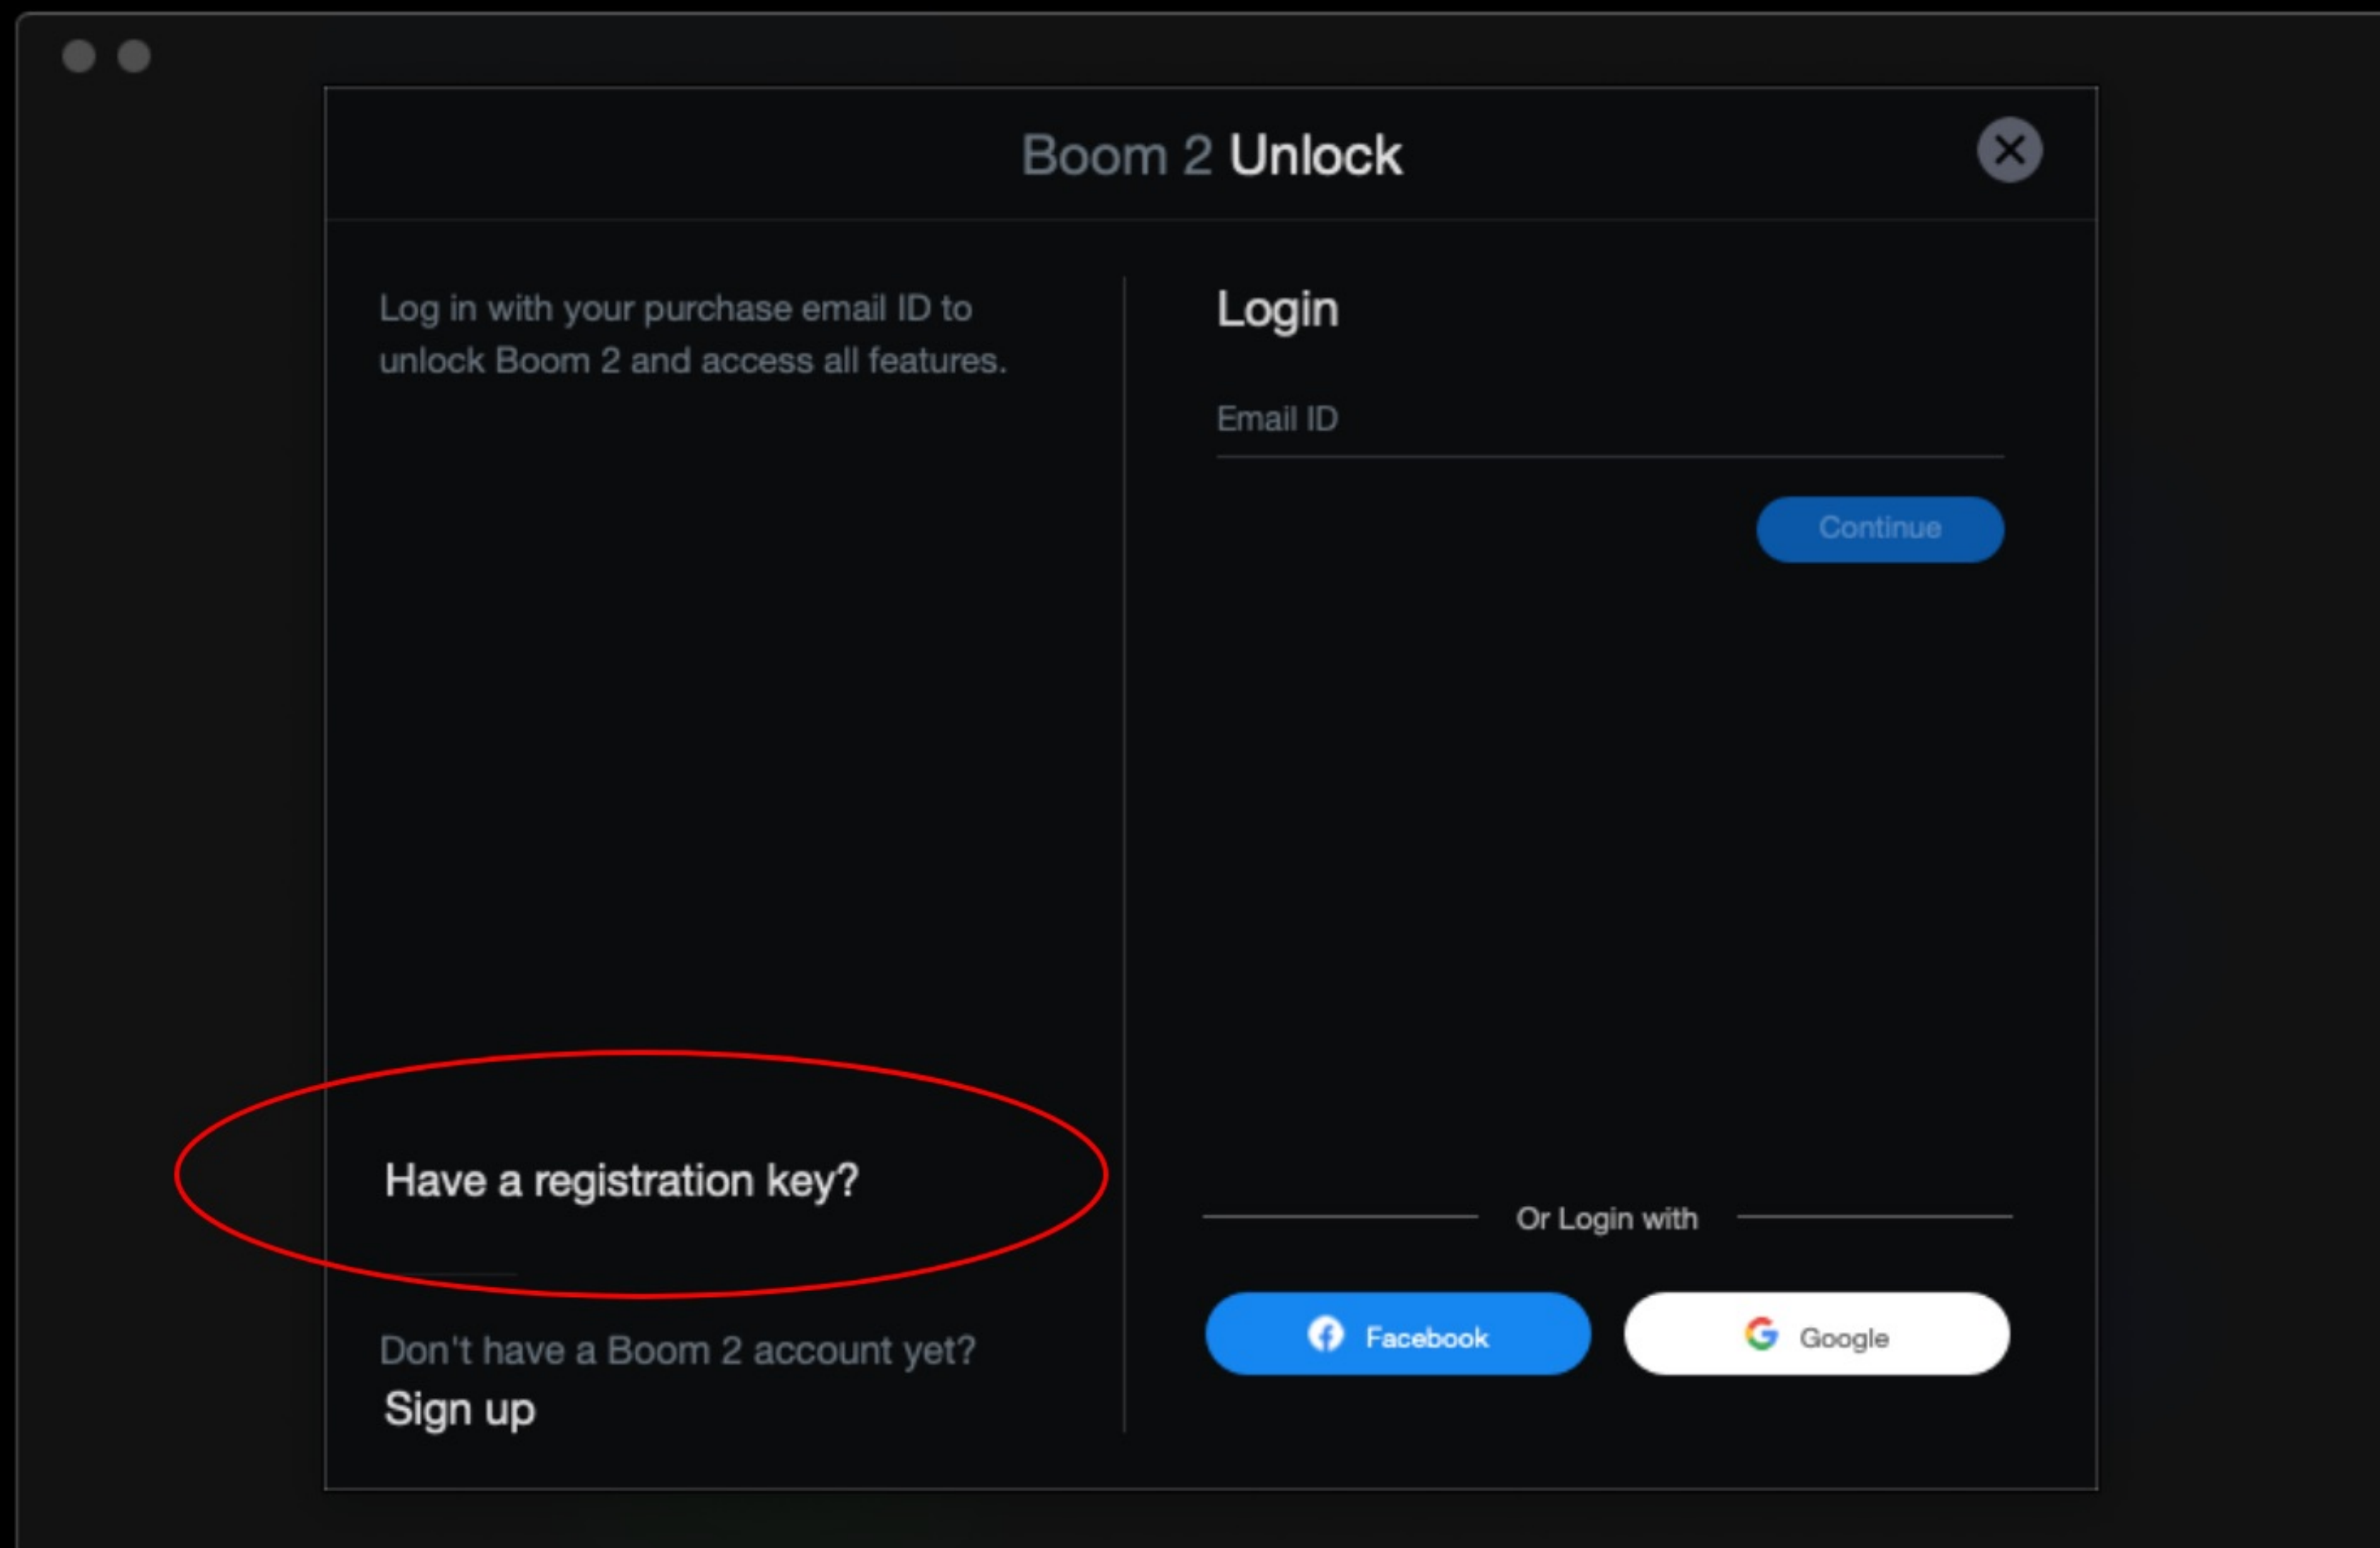 Boom 2 Unlock
Log in with your purchase email ID to
unlock Boom 2 and access all features.
Have a registration key?
Don't have a Boom 2 account yet?
Sign up
Login
Email ID
Continue
Or Login with
Facebook
Google